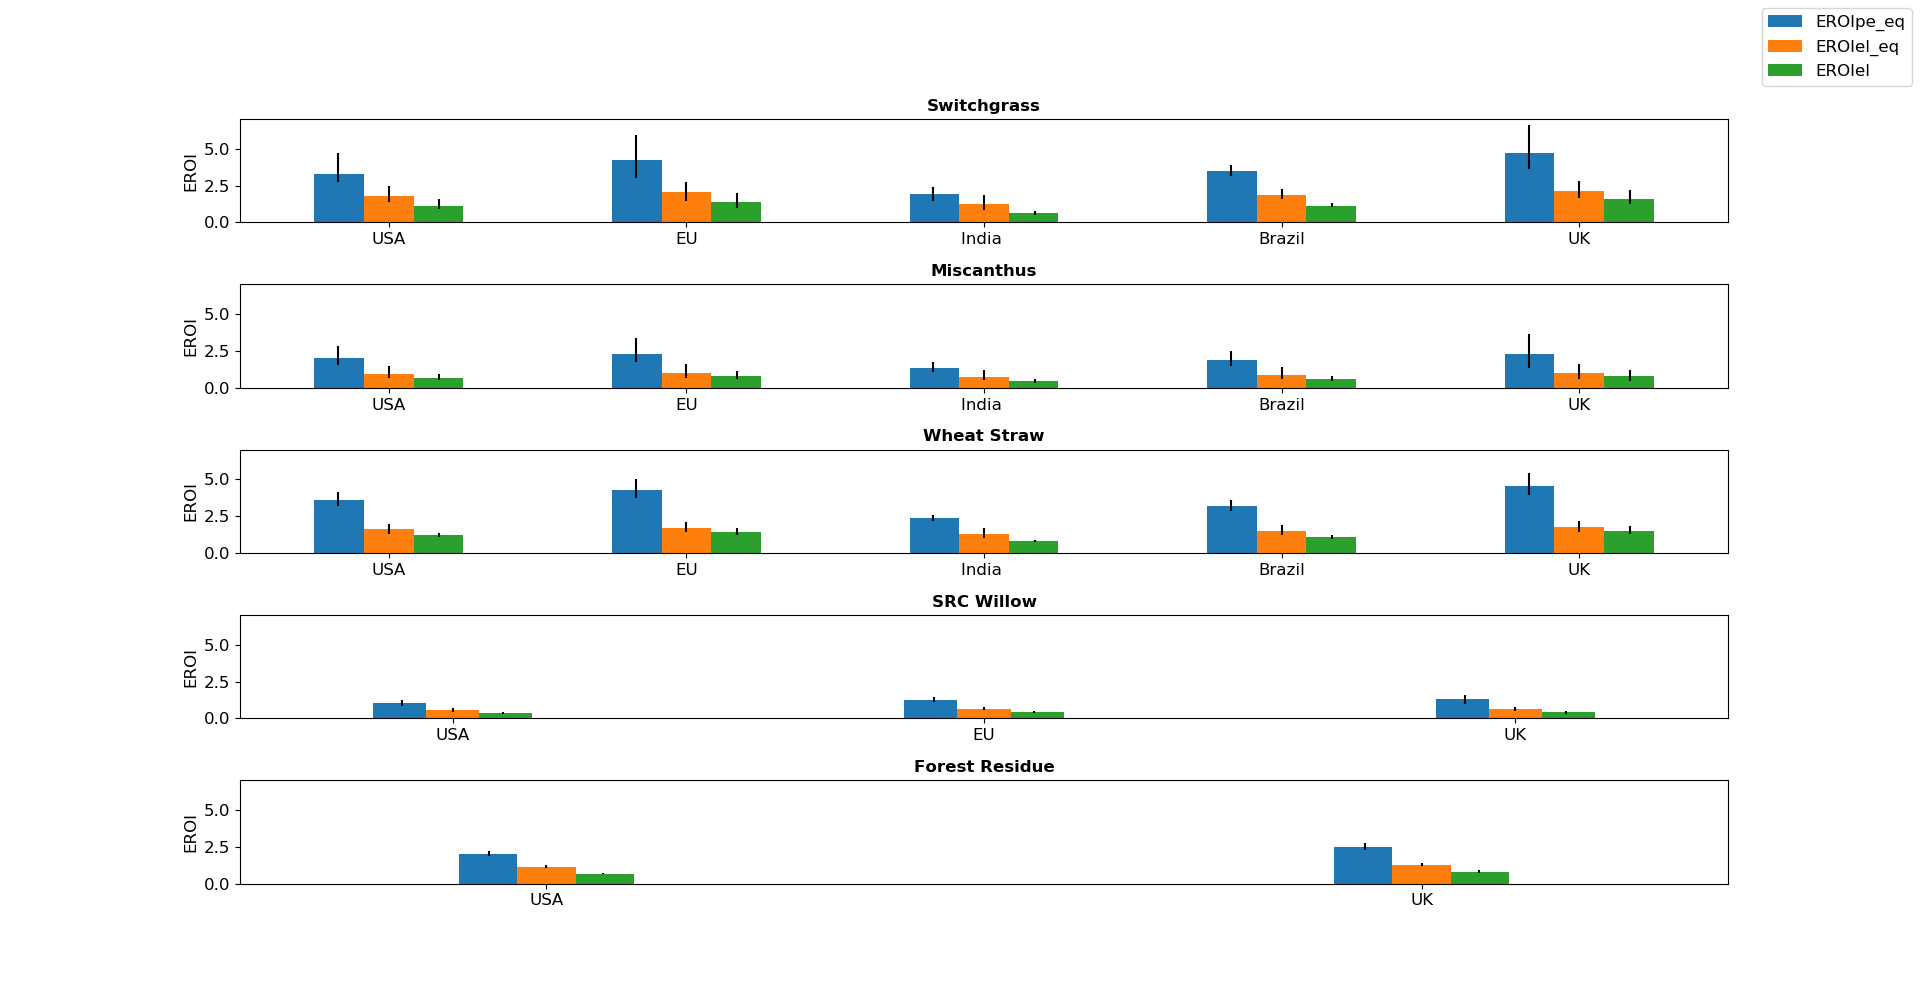 EROIpe_eq
EROIel_eq
EROIel
Switchgrass
EROI
5.0
2.5
0.0
USA EU India Brazil UK
Miscanthus
EROI
5.0
2.5
0.0
USA EU India Brazil UK
Wheat Straw
EROI
5.0
2.5
0.0
USA EU India Brazil UK
SRC Willow
EROI
5.0
2.5
0.0
USA EU UK
Forest Residue
EROI
5.0
2.5
0.0
USA UK